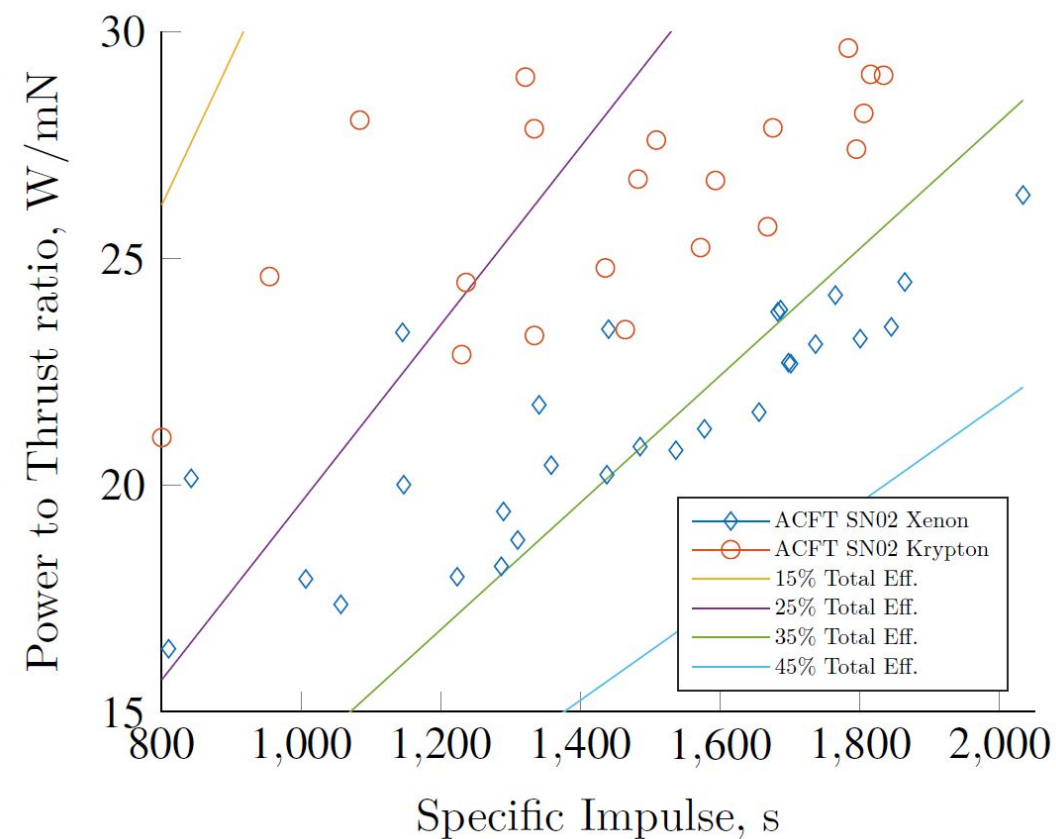 Power to Thrust ratio, W/mN
30
25
20
15
800 1,000 1,200 1,400 1,600 1,800 2,000
Specific Impulse, s
ACFT SN02 Xenon
ACFT SN02 Krypton
15% Total Eff.
25% Total Eff.
35% Total Eff.
45% Total Eff.